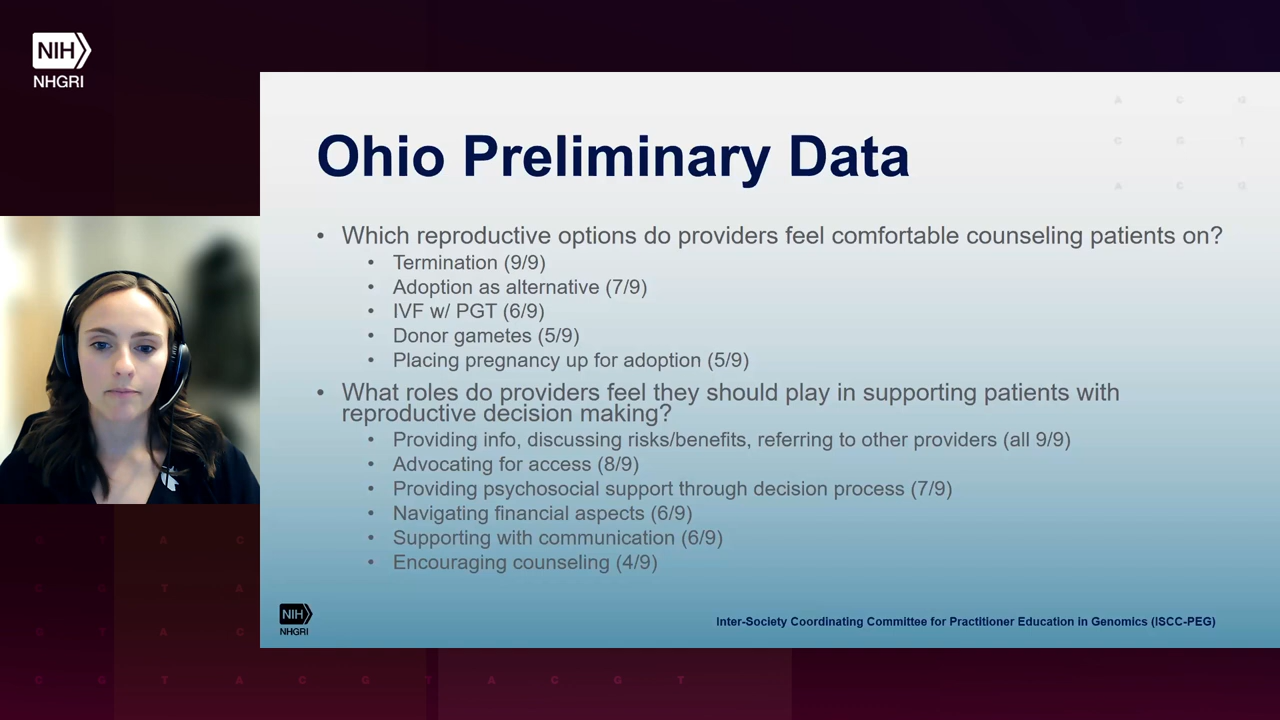 NIH
NHGRI
Ohio Preliminary Data
• Which reproductive options do providers feel comfortable counseling patients on?
• Termination (9/9)
• Adoption as alternative (7/9)
• IVF w/ PGT (6/9)
• Donor gametes (5/9)
• Placing pregnancy up for adoption (5/9)
• What roles do providers feel they should play in supporting patients with
reproductive decision making?
• Providing info, discussing risks/benefits, referring to other providers (all 9/9)
• Advocating for access (8/9)
• Providing psychosocial support through decision process (7/9)
• Navigating financial aspects (6/9)
• Supporting with communication (6/9)
• Encouraging counseling (4/9)
NIH
NHGRI
Inter-Society Coordinating Committee for Practitioner Education in Genomics (ISCC-PEG)
A C G
G G T
A C G
G T A C
G G T A
G T A C
C G T A C G T A C G T